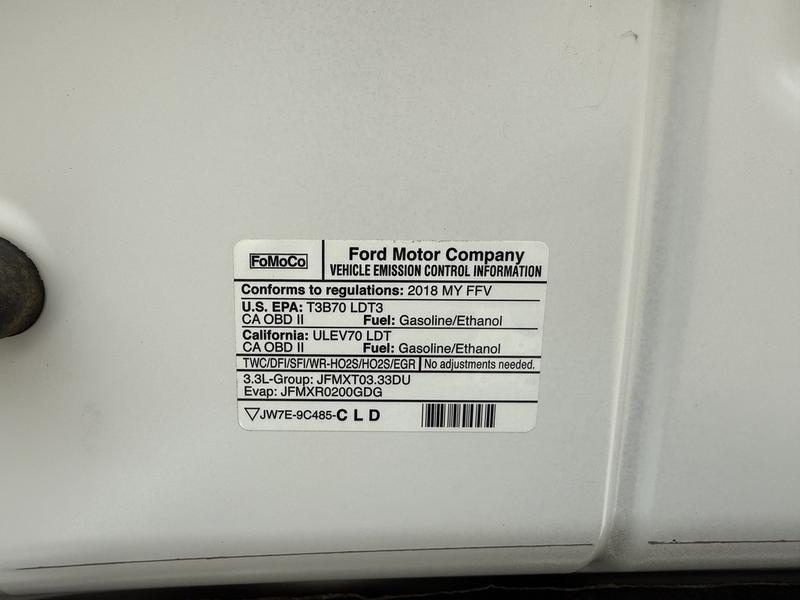 FoMoCo
Ford Motor Company
VEHICLE EMISSION CONTROL INFORMATION
Conforms to regulations: 2018 MY FFV
U.S. EPA: T3B70 LDT3
CA OBD II Fuel: Gasoline/Ethanol
California: ULEV70 LDT
CA OBD II Fuel: Gasoline/Ethanol
TWC/DFI/SFI/WR-HO2S/HO2S/EGR No adjustments needed.
3.3L-Group: JFMXT03.33DU
Evap: JFMXR0200GDG
JW7E-9C485-C L D